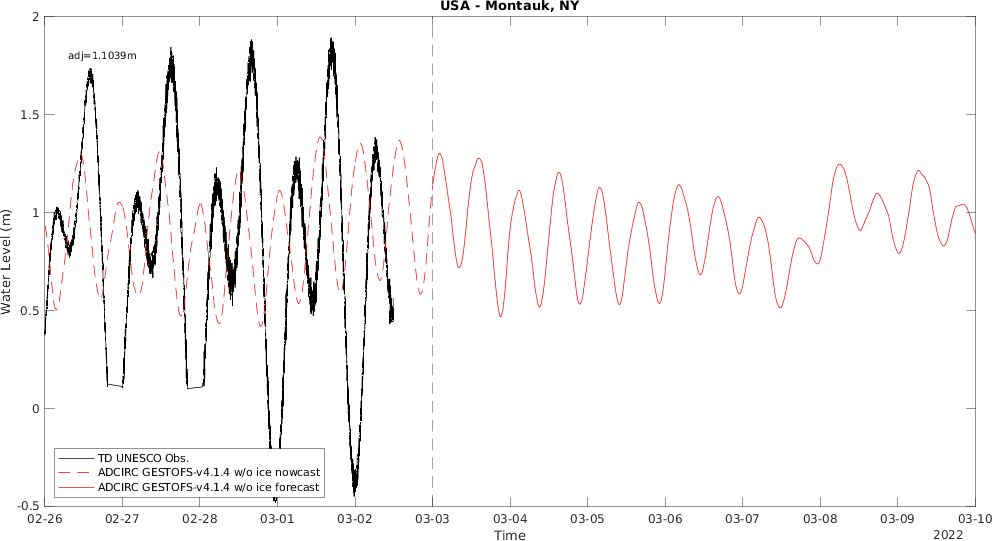 USA - Montauk, NY
adj=1.1039m
Water Level (m)
2
1.5
1
0.5
0
-0.5
TD UNESCO Obs.
ADCIRC GESTOFS-v4.1.4 w/o ice nowcast
ADCIRC GESTOFS-v4.1.4 w/o ice forecast
02-26 02-27 02-28 03-01 03-02 03-03 03-04 03-05 03-06 03-07 03-08 03-09 03-10
Time
2022